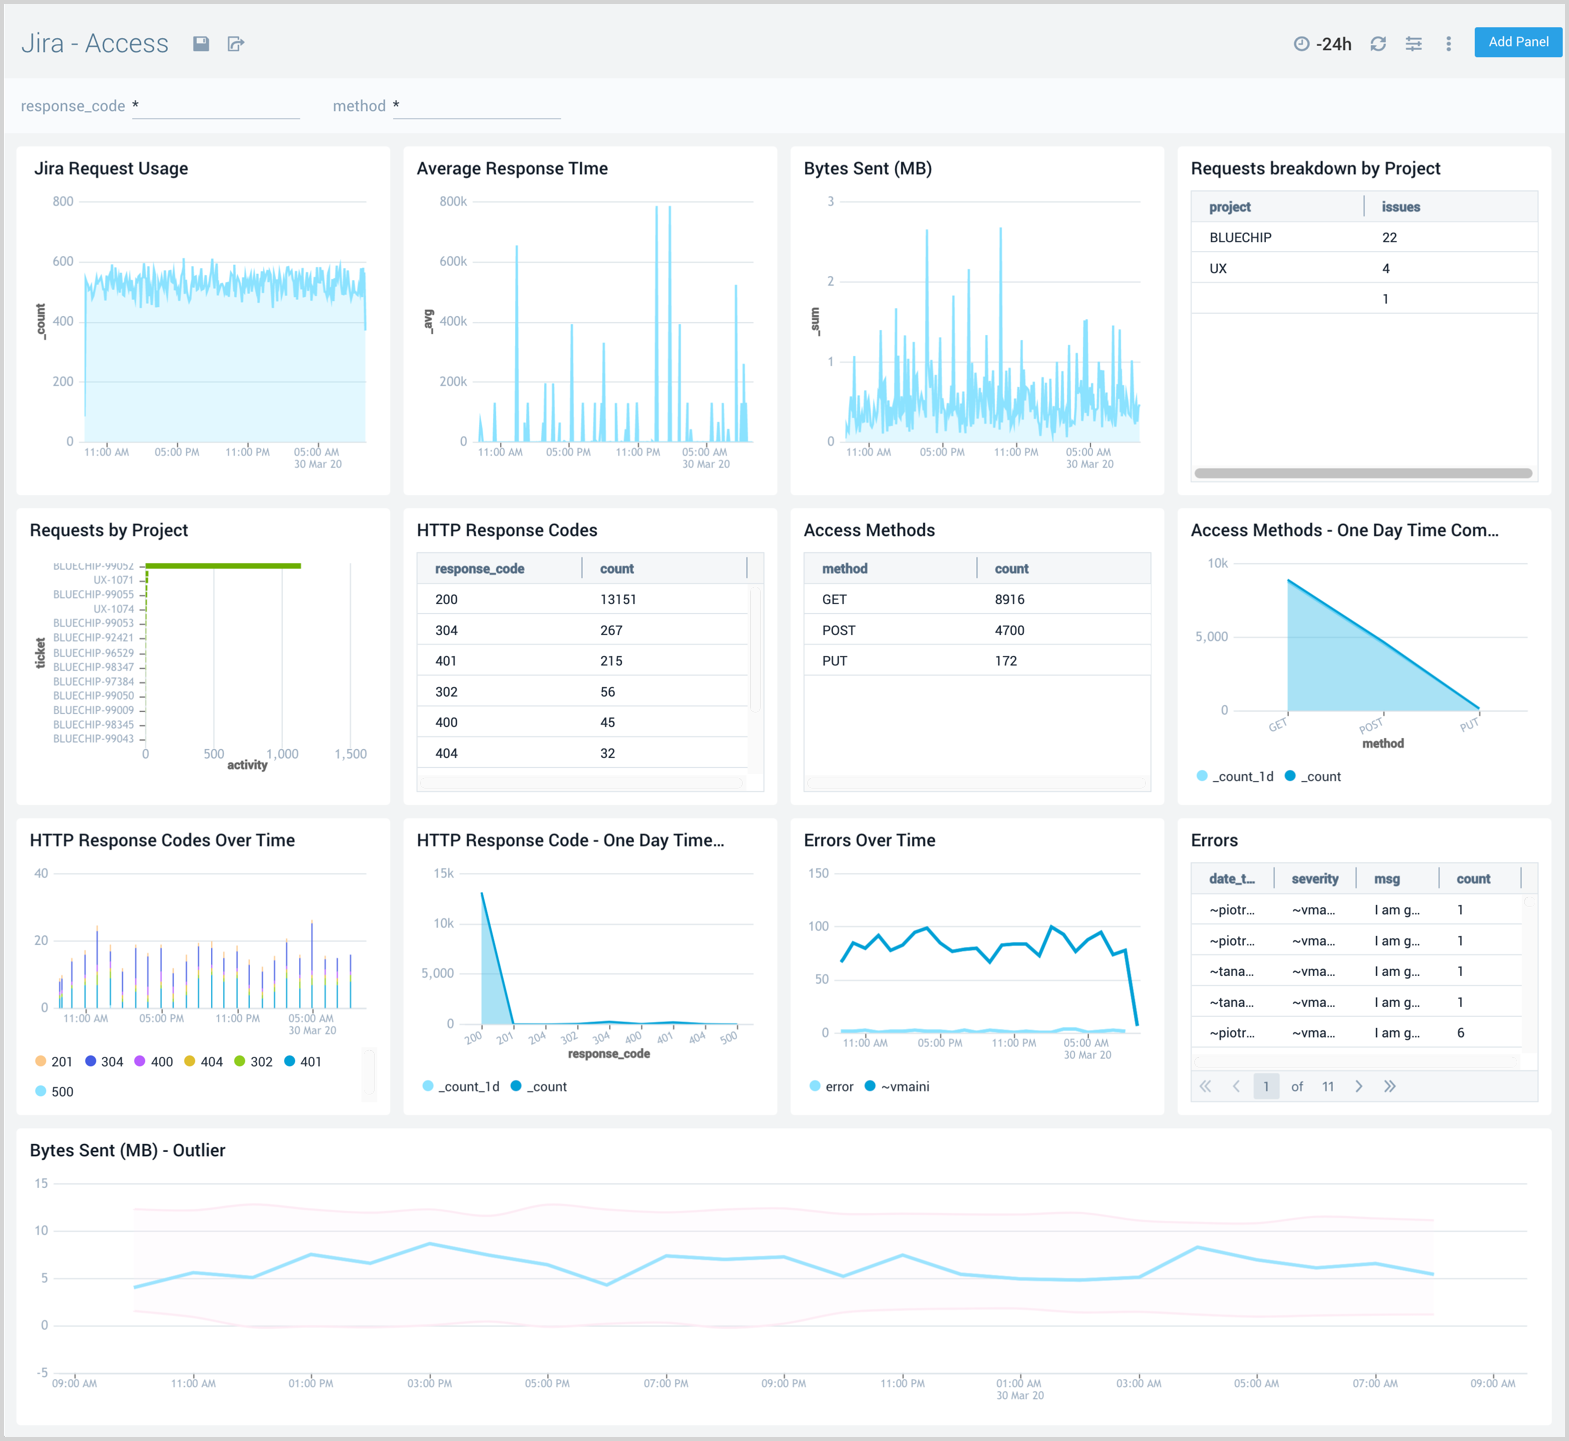 Jira - Access
-24h
Add Panel
response_code *
method *
Jira Request Usage
800
600
400
200
0
_count
11:00 AM 05:00 PM 11:00 PM 05:00 AM
30 Mar 20
Average Response TIme
800k
600k
400k
200k
0
_avg
11:00 AM 05:00 PM 11:00 PM 05:00 AM
30 Mar 20
Bytes Sent (MB)
3
2
1
0
_sum
11:00 AM 05:00 PM 11:00 PM 05:00 AM
30 Mar 20
Requests breakdown by Project
project issues
BLUECHIP 22
UX 4
1
Requests by Project
ticket
BLUECHIP-99052
UX-1071
BLUECHIP-99055
UX-1074
BLUECHIP-99053
BLUECHIP-92421
BLUECHIP-96529
BLUECHIP-98347
BLUECHIP-97384
BLUECHIP-99050
BLUECHIP-99009
BLUECHIP-98345
BLUECHIP-99043
0 500 1,000 1,500
activity
HTTP Response Codes
response_code count
200 13151
304 267
401 215
302 56
400 45
404 32
Access Methods
method count
GET 8916
POST 4700
PUT 172
Access Methods - One Day Time Com...
10k
5,000
0
GET POST PUT
method
_count_1d _count
HTTP Response Codes Over Time
40
20
0
11:00 AM 05:00 PM 11:00 PM 05:00 AM
30 Mar 20
201 304 400 404 302 401
500
HTTP Response Code - One Day Time...
15k
10k
5,000
0
200 201 204 302 304 400 401 404 500
response_code
_count_1d _count
Errors Over Time
150
100
50
0
11:00 AM 05:00 PM 11:00 PM 05:00 AM
30 Mar 20
error ~vmaini
Errors
date_t... severity msg count
~piotr... ~vma... I am g... 1
~piotr... ~vma... I am g... 1
~tana... ~vma... I am g... 1
~tana... ~vma... I am g... 1
~piotr... ~vma... I am g... 6
1 of 11
Bytes Sent (MB) - Outlier
15
10
5
0
-5
09:00 AM 11:00 AM 01:00 PM 03:00 PM 05:00 PM 07:00 PM 09:00 PM 11:00 PM 01:00 AM 03:00 AM 05:00 AM 07:00 AM 09:00 AM
30 Mar 20